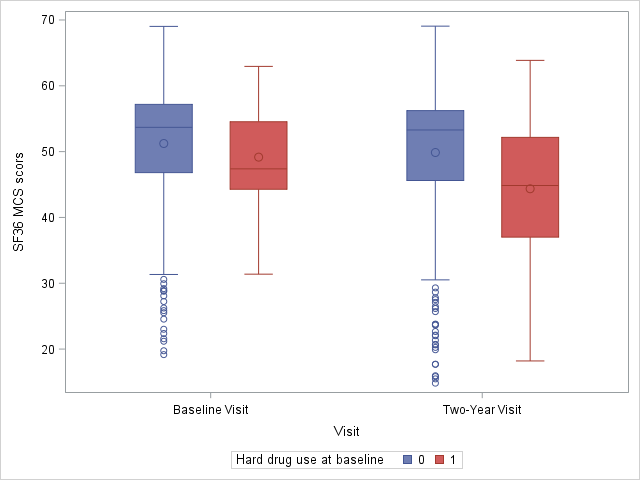 70
60
50
40
30
20
SF36 MCS scors
Baseline Visit
Two-Year Visit
Visit
Hard drug use at baseline 0 1